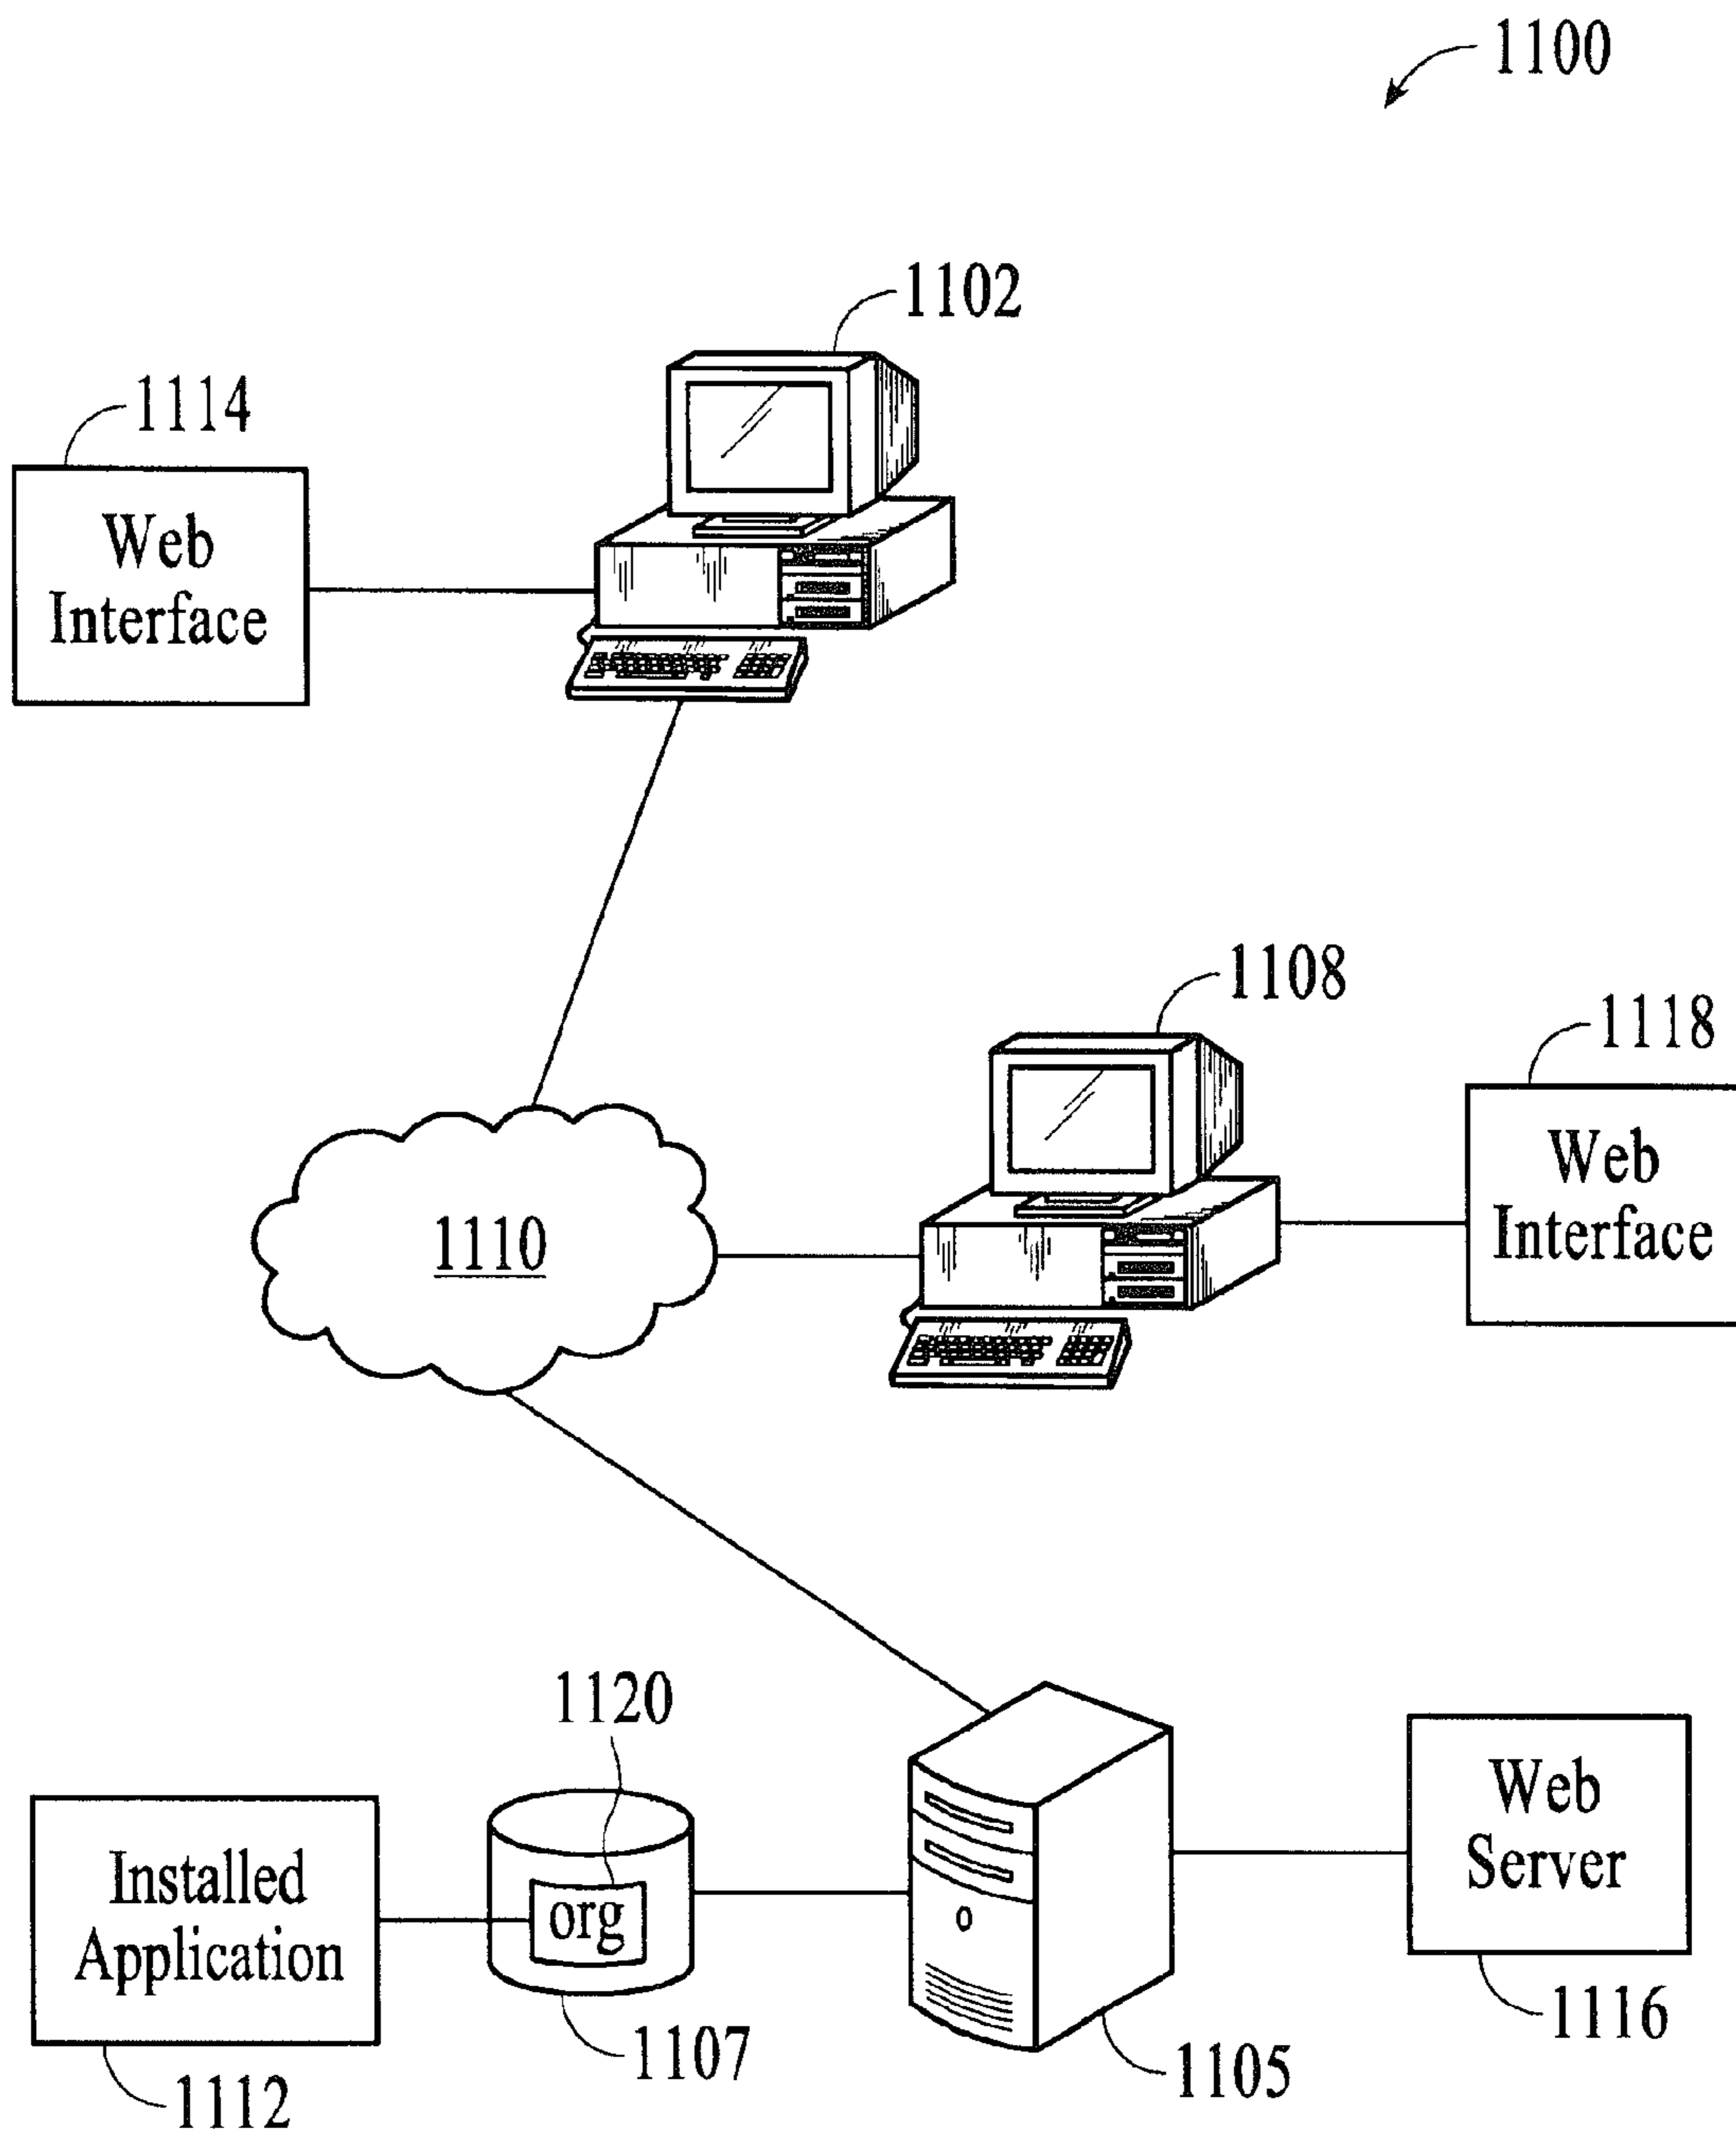 1100
1102
1114
Web
Interface
1108
1118
Web
Interface
1110
1120
Web
Server
Installed
Application
org
1116
1107
1105
1112